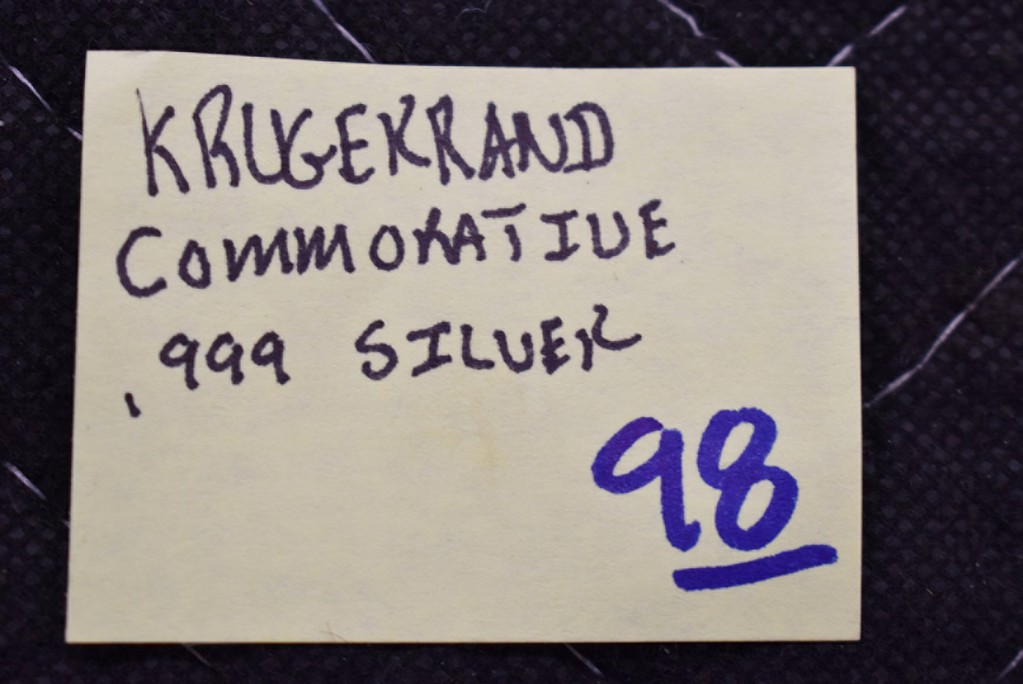 KRUGERRAND
COMMORATIVE
.999 SILVER
98